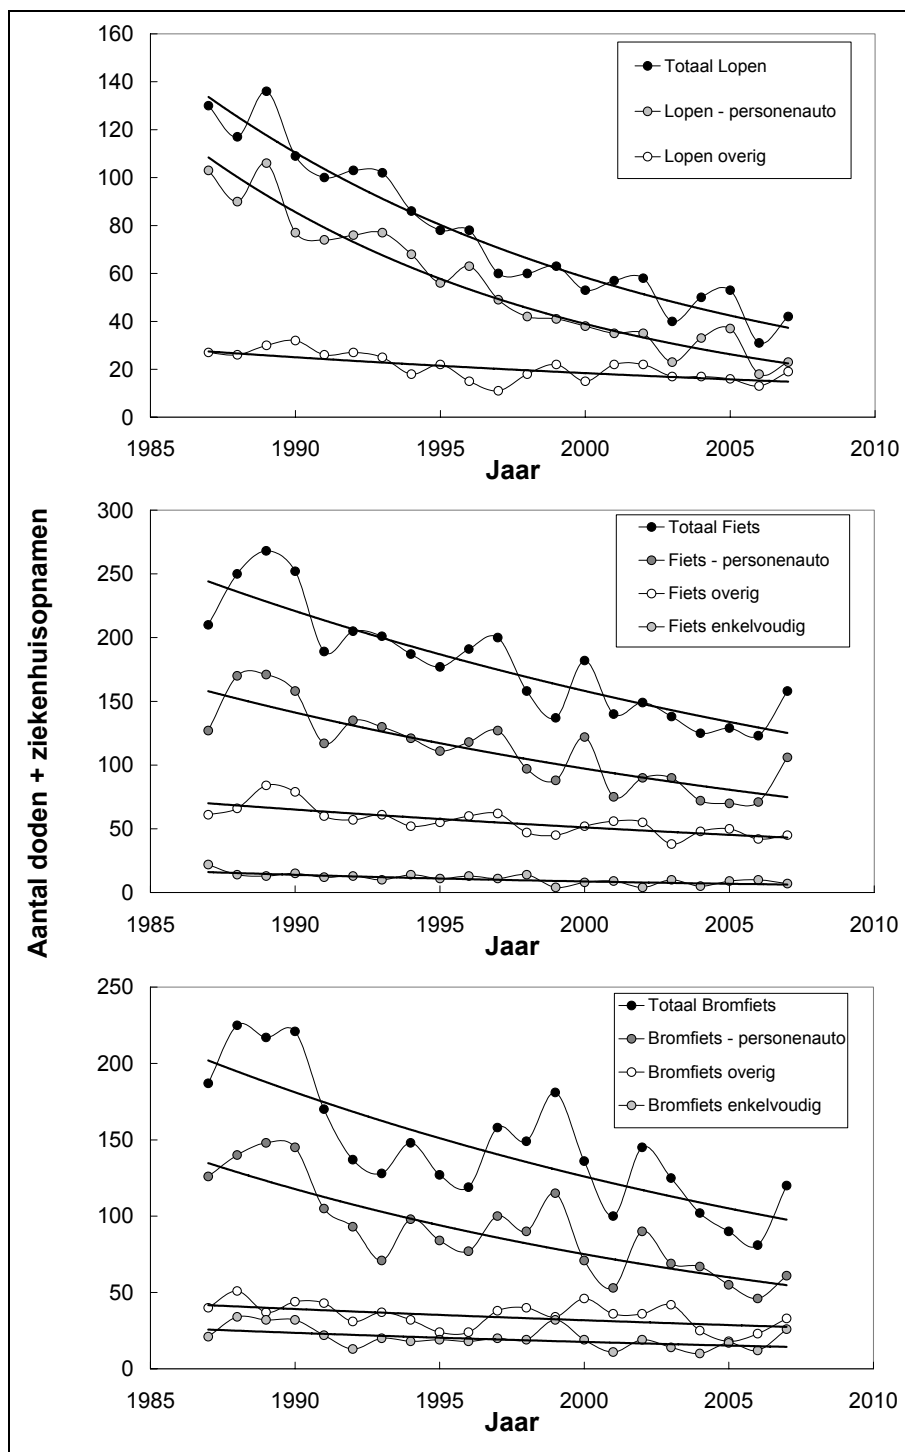 Aantal doden + ziekenhuisopnamen
160
140
120
100
80
60
40
20
0
Totaal Lopen
Lopen - personenauto
Lopen overig
1985 1990 1995 2000 2005 2010
Jaar
300
250
200
150
100
50
0
Totaal Fiets
Fiets - personenauto
Fiets overig
Fiets enkelvoudig
1985 1990 1995 2000 2005 2010
Jaar
250
200
150
100
50
0
Totaal Bromfiets
Bromfiets - personenauto
Bromfiets overig
Bromfiets enkelvoudig
1985 1990 1995 2000 2005 2010
Jaar